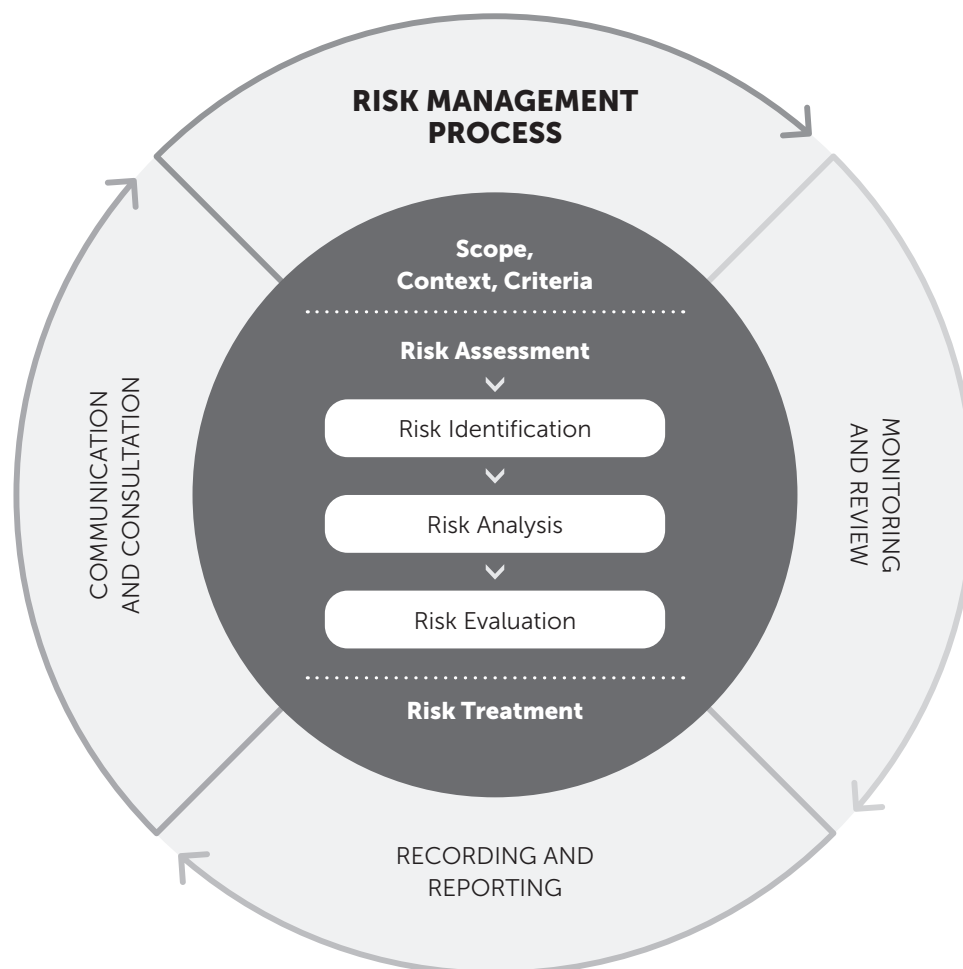 RISK MANAGEMENT
PROCESS
Scope,
Context, Criteria
Risk Assessment
Risk Identification
Risk Analysis
Risk Evaluation
Risk Treatment
COMMUNICATION
AND CONSULTATION
MONITORING
AND REVIEW
RECORDING AND
REPORTING